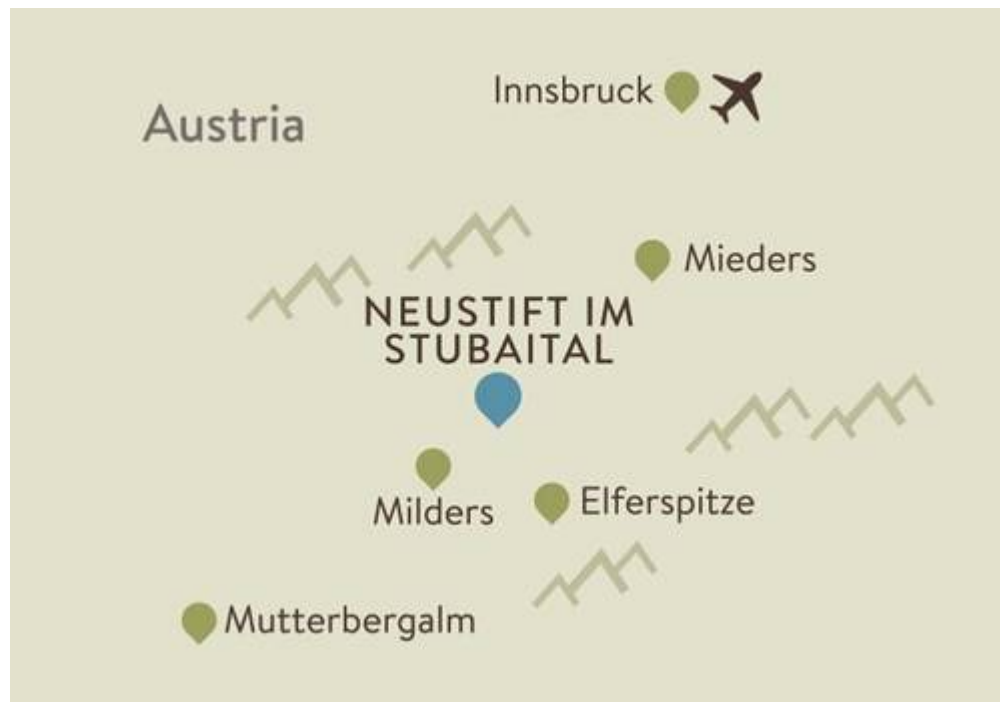 Innsbruck
Austria
Mieders
NEUSTIFT IM
STUBAITAL
Milders
Elferspitze
Mutterbergalm